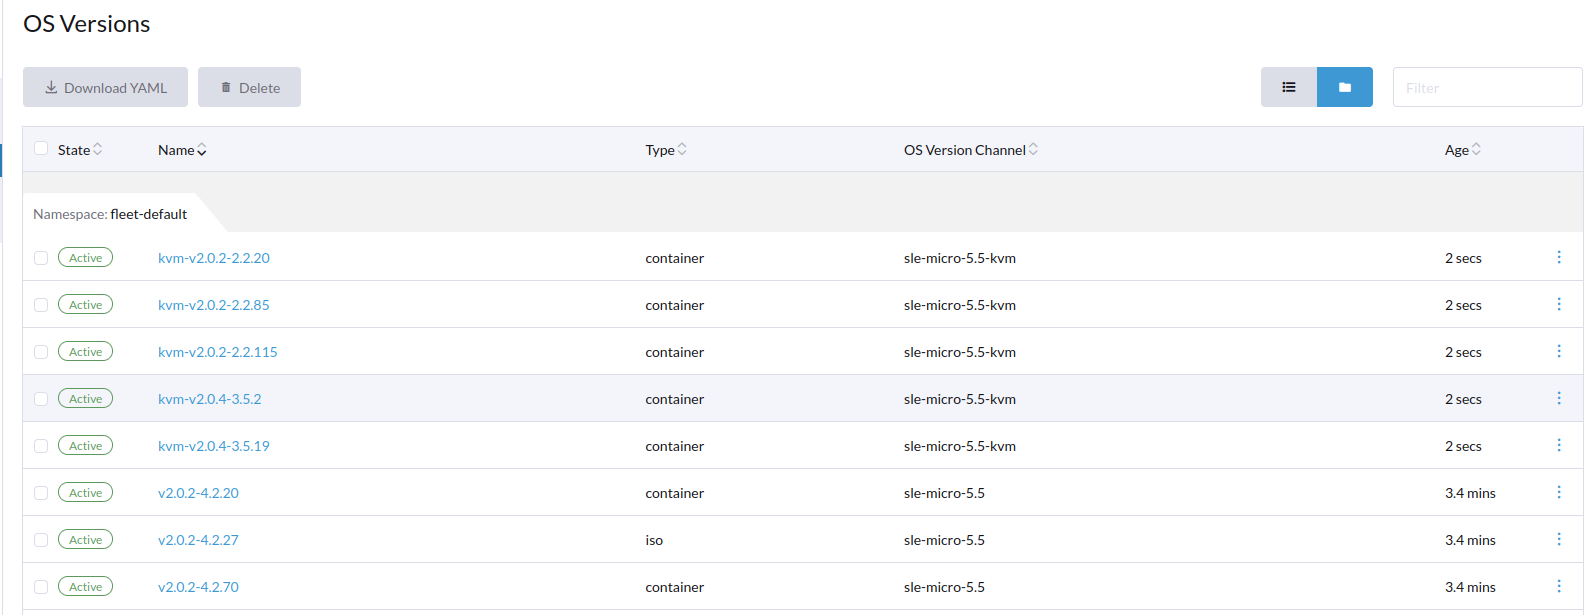 OS Versions
Download YAML Delete Filter
State Name Type OS Version Channel Age
Namespace: fleet-default
Active kvm-v2.0.2-2.2.20 container sle-micro-5.5-kvm 2 secs
Active kvm-v2.0.2-2.2.85 container sle-micro-5.5-kvm 2 secs
Active kvm-v2.0.2-2.2.115 container sle-micro-5.5-kvm 2 secs
Active kvm-v2.0.4-3.5.2 container sle-micro-5.5-kvm 2 secs
Active kvm-v2.0.4-3.5.19 container sle-micro-5.5-kvm 2 secs
Active v2.0.2-4.2.20 container sle-micro-5.5 3.4 mins
Active v2.0.2-4.2.27 iso sle-micro-5.5 3.4 mins
Active v2.0.2-4.2.70 container sle-micro-5.5 3.4 mins